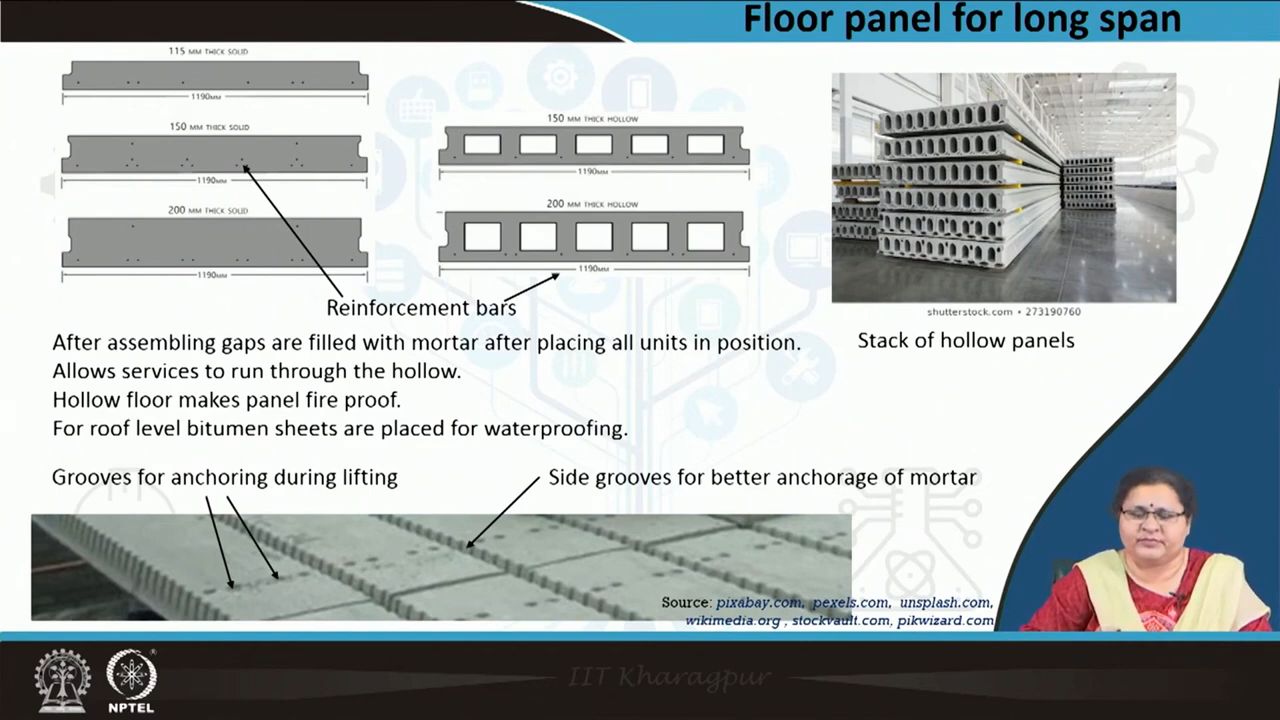 Floor panel for long span
115 MM THICK SOLID
1190MM
150 MM THICK SOLID
1190MM
200 MM THICK SOLID
1190MM
150 MM THICK HOLLOW
1190MM
200 MM THICK HOLLOW
1190MM
Reinforcement bars
shutterstock.com • 273190760
Stack of hollow panels
After assembling gaps are filled with mortar after placing all units in position.
Allows services to run through the hollow.
Hollow floor makes panel fire proof.
For roof level bitumen sheets are placed for waterproofing.
Grooves for anchoring during lifting
Side grooves for better anchorage of mortar
Source: pixabay.com, pexels.com, unsplash.com,
wikimedia.org , stockvault.com, pikwizard.com
IIT Kharagpur
NPTEL